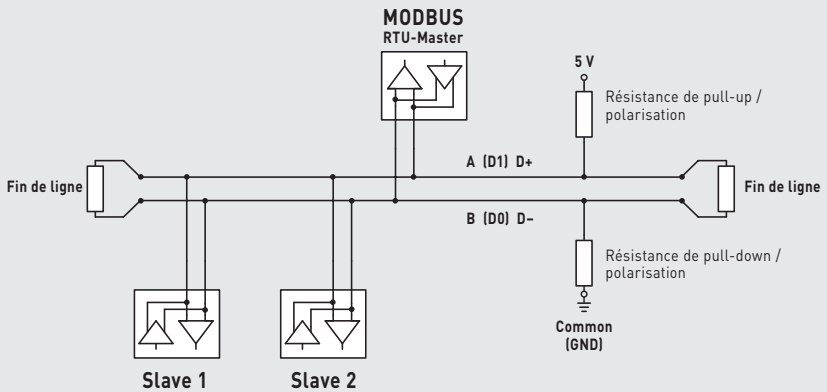 MODBUS
RTU-Master
5 V
Résistance de pull-up /
polarisation
A (D1) D+
Fin de ligne
Fin de ligne
B (D0) D–
Résistance de pull-down /
polarisation
Common
(GND)
Slave 1
Slave 2